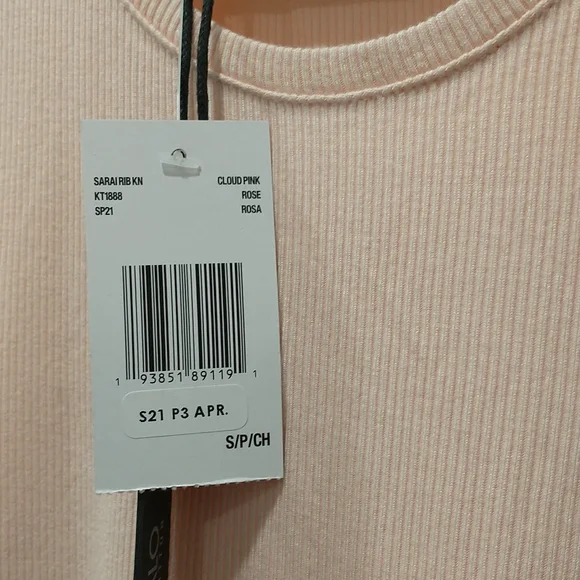 SARAI RIB KN CLOUD PINK
KT1888 ROSE
SP21 ROSA
1 93851 89119 1
S21 P3 APR.
S/P/CH